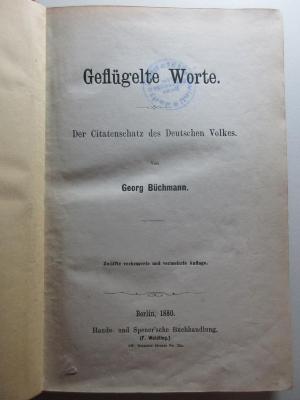 Geflügelte Worte.
Der Citatenschatz des Deutschen Volkes.
Von
Georg Büchmann.
Zwölfte verbesserte und vermehrte Auflage.
Berlin, 1880.
Haude- und Spener'sche Buchhandlung.
(F. Weidling.)